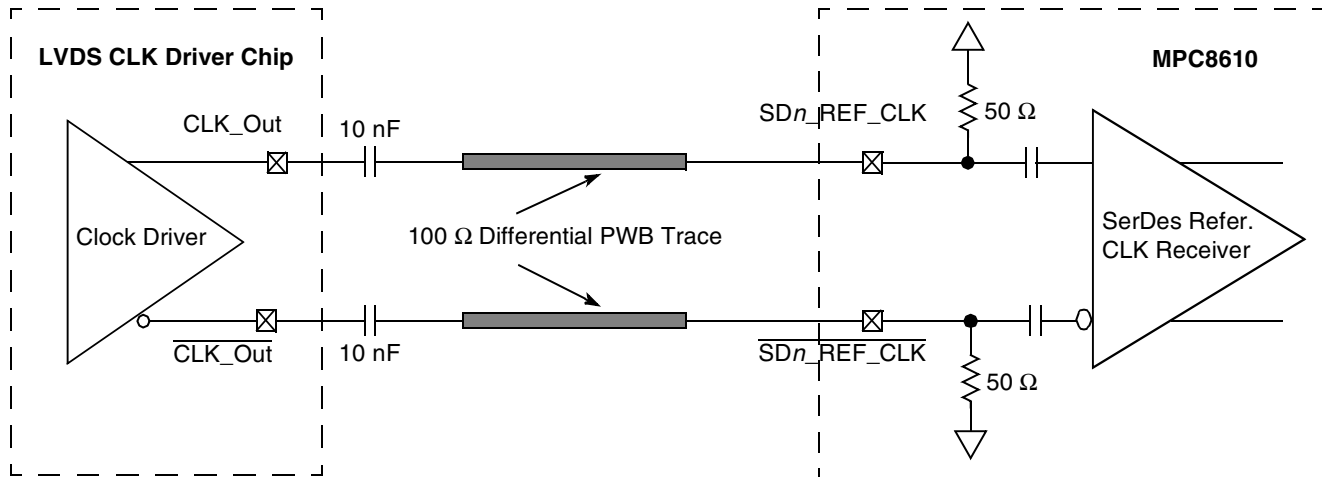 LVDS CLK Driver Chip
MPC8610
CLK_Out
10 nF
SDn_REF_CLK
50 Ω
Clock Driver
100 Ω Differential PWB Trace
SerDes Refer.
CLK Receiver
CLK_Out
10 nF
SDn_REF_CLK
50 Ω